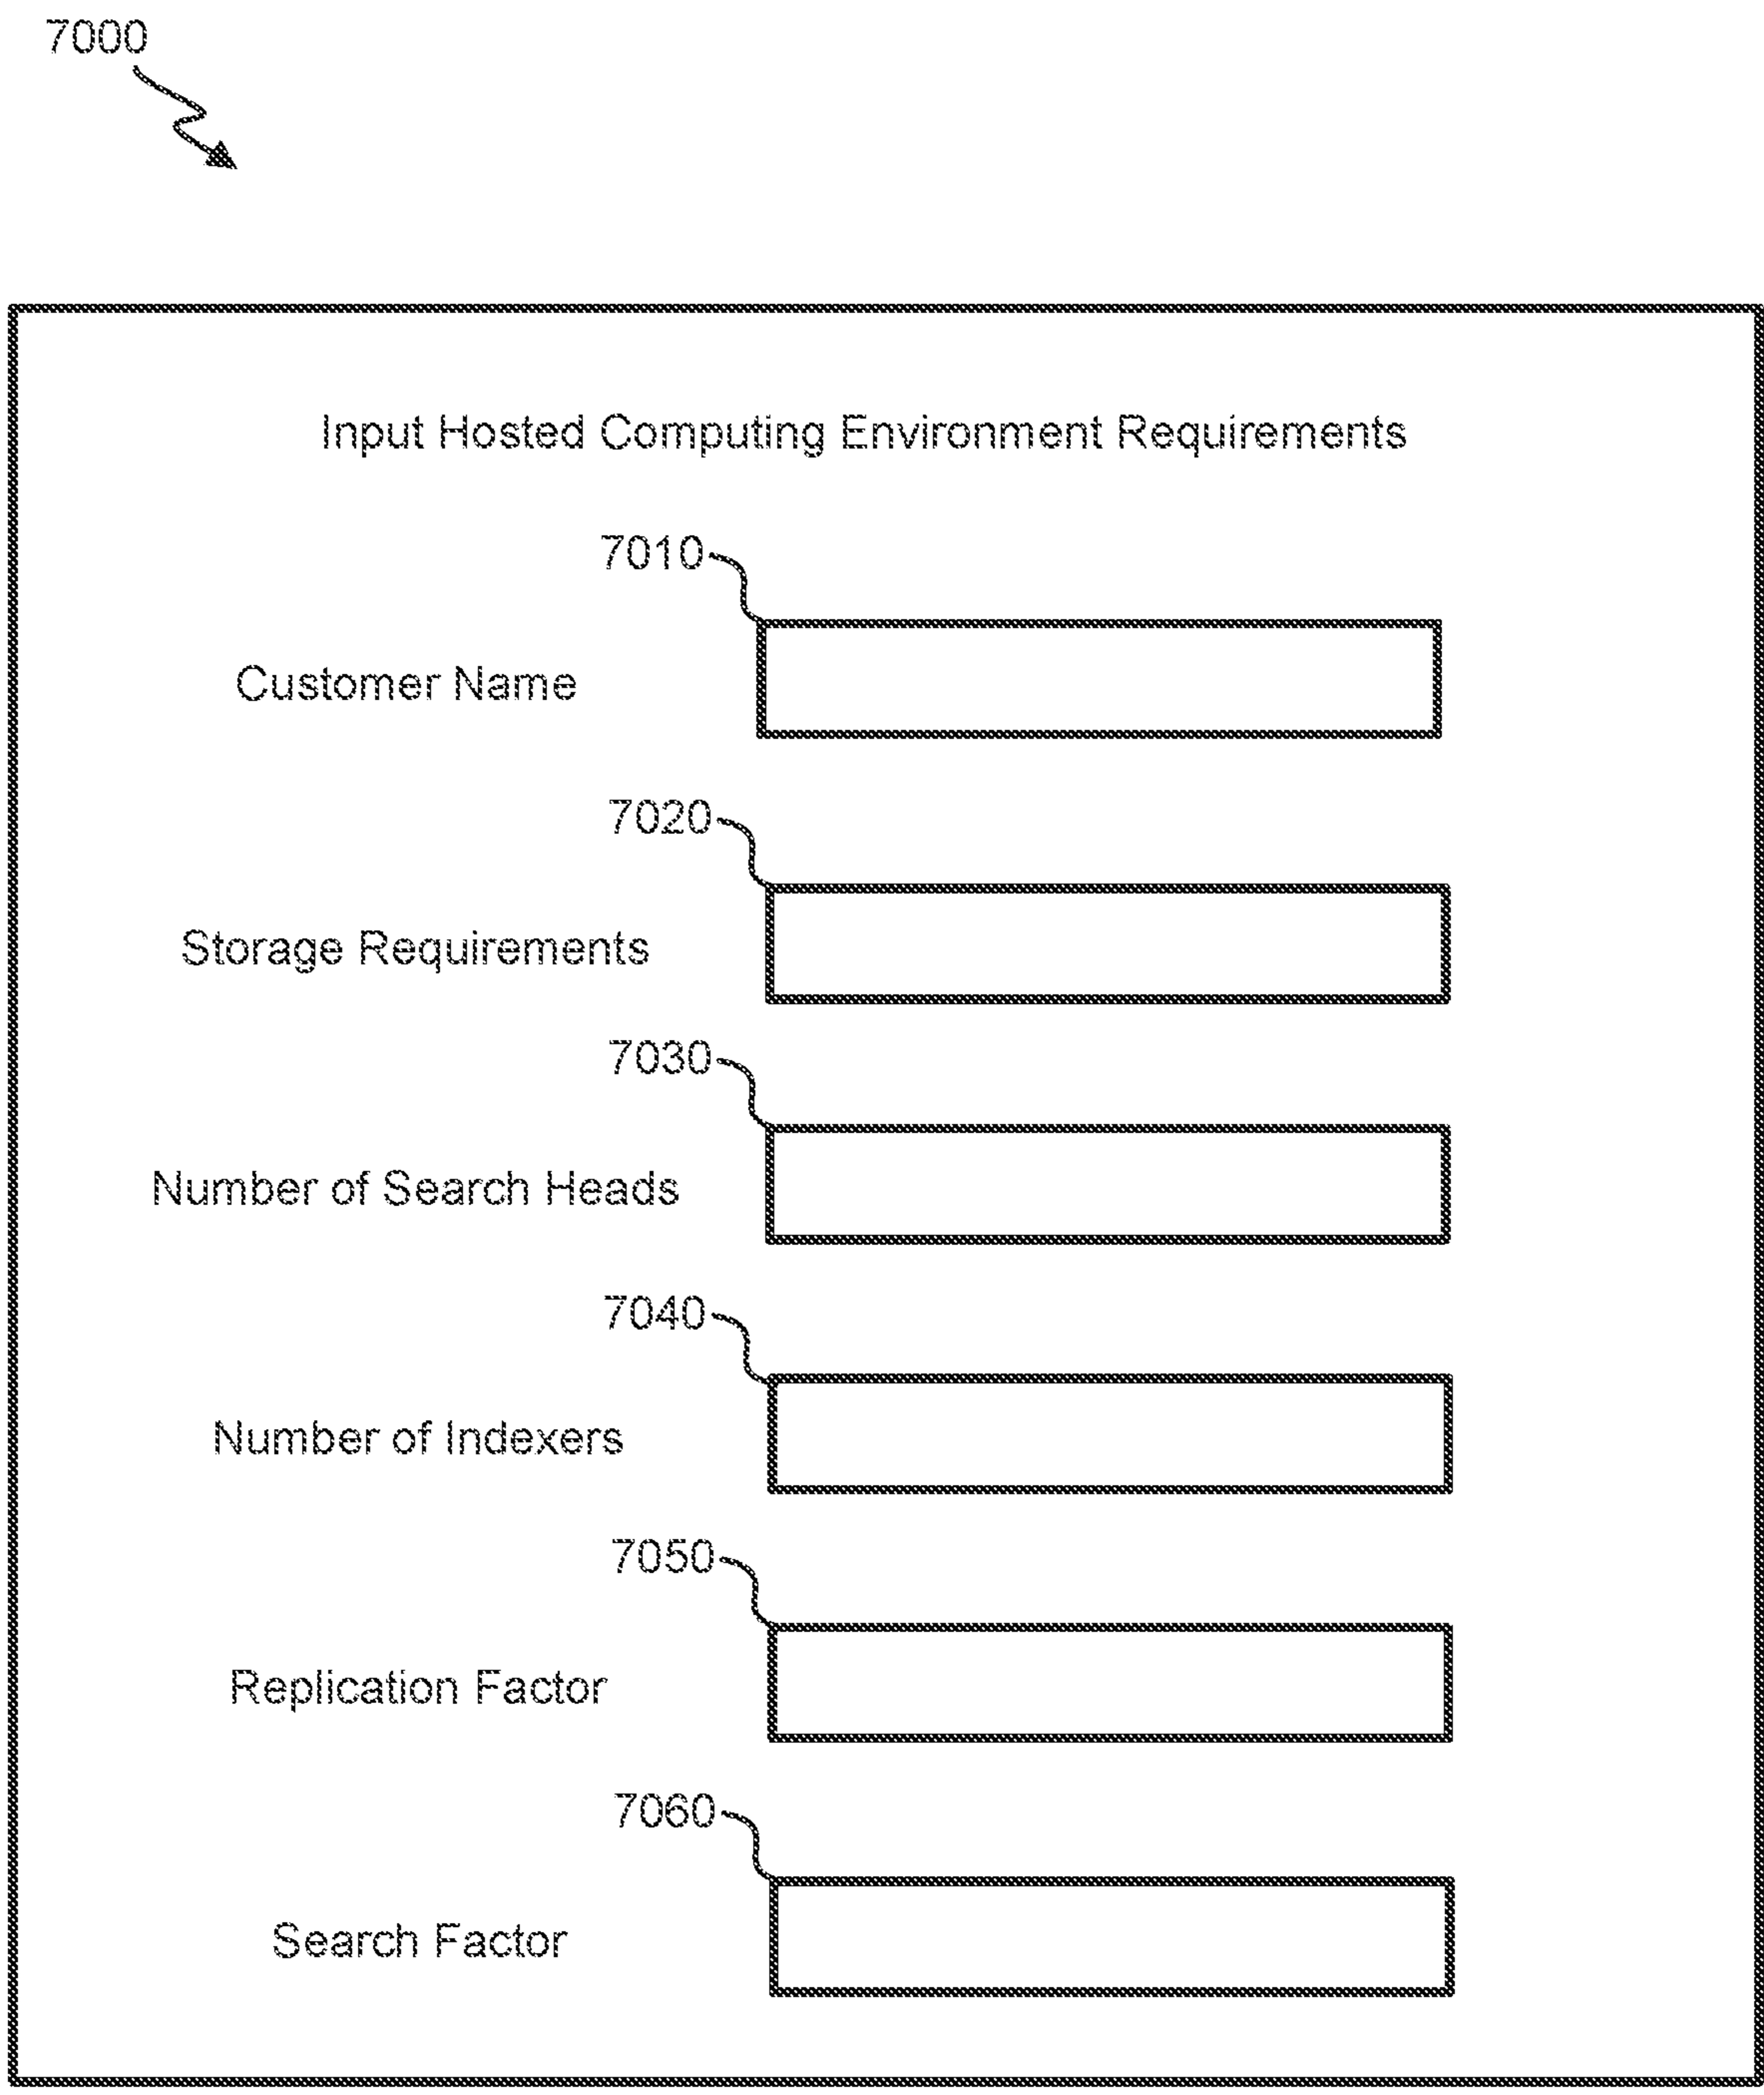 7000
Input Hosted Computing Environment Requirements
7010
Customer Name
7020
Storage Requirements
7030
Number of Search Heads
7040
Number of Indexers
7050
Replication Factor
7060
Search Factor